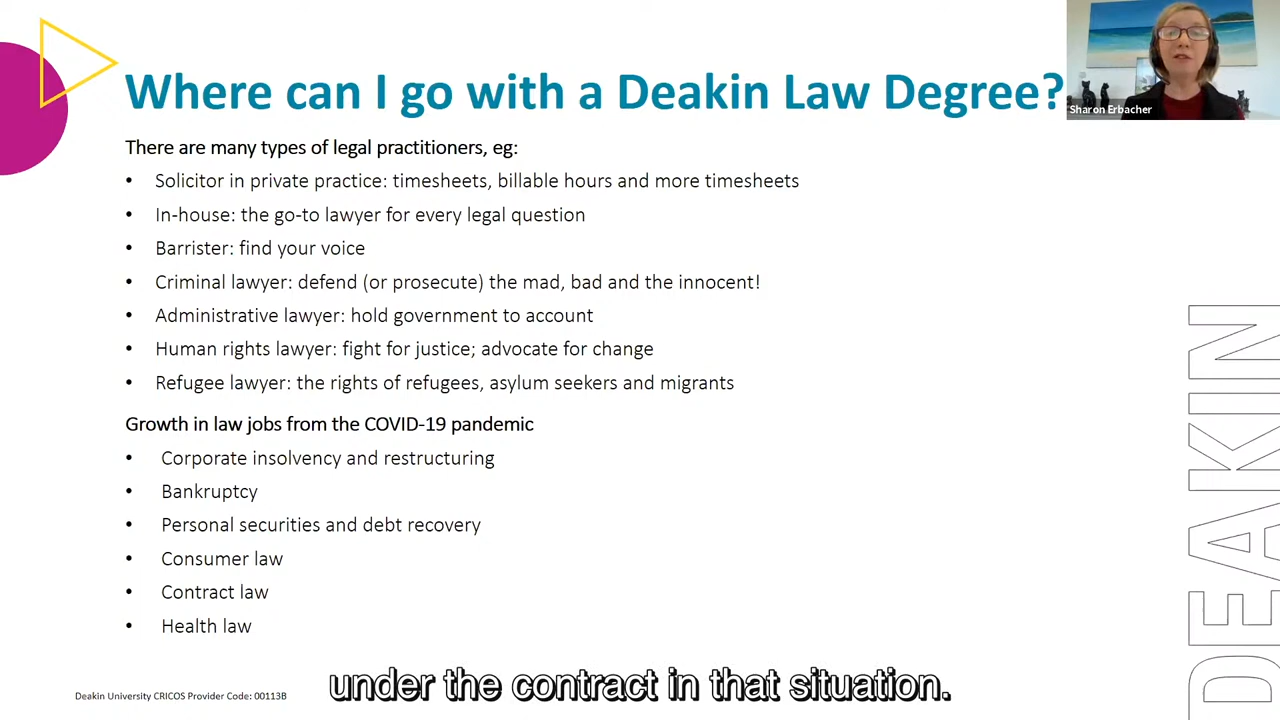 Where can I go with a Deakin Law Degree?
Sharon Erbacher
There are many types of legal practitioners, eg:
• Solicitor in private practice: timesheets, billable hours and more timesheets
• In-house: the go-to lawyer for every legal question
• Barrister: find your voice
• Criminal lawyer: defend (or prosecute) the mad, bad and the innocent!
• Administrative lawyer: hold government to account
• Human rights lawyer: fight for justice; advocate for change
• Refugee lawyer: the rights of refugees, asylum seekers and migrants
Growth in law jobs from the COVID-19 pandemic
• Corporate insolvency and restructuring
• Bankruptcy
• Personal securities and debt recovery
• Consumer law
• Contract law
• Health law
DEAKIN
under the contract in that situation.
Deakin University CRICOS Provider Code: 00113B